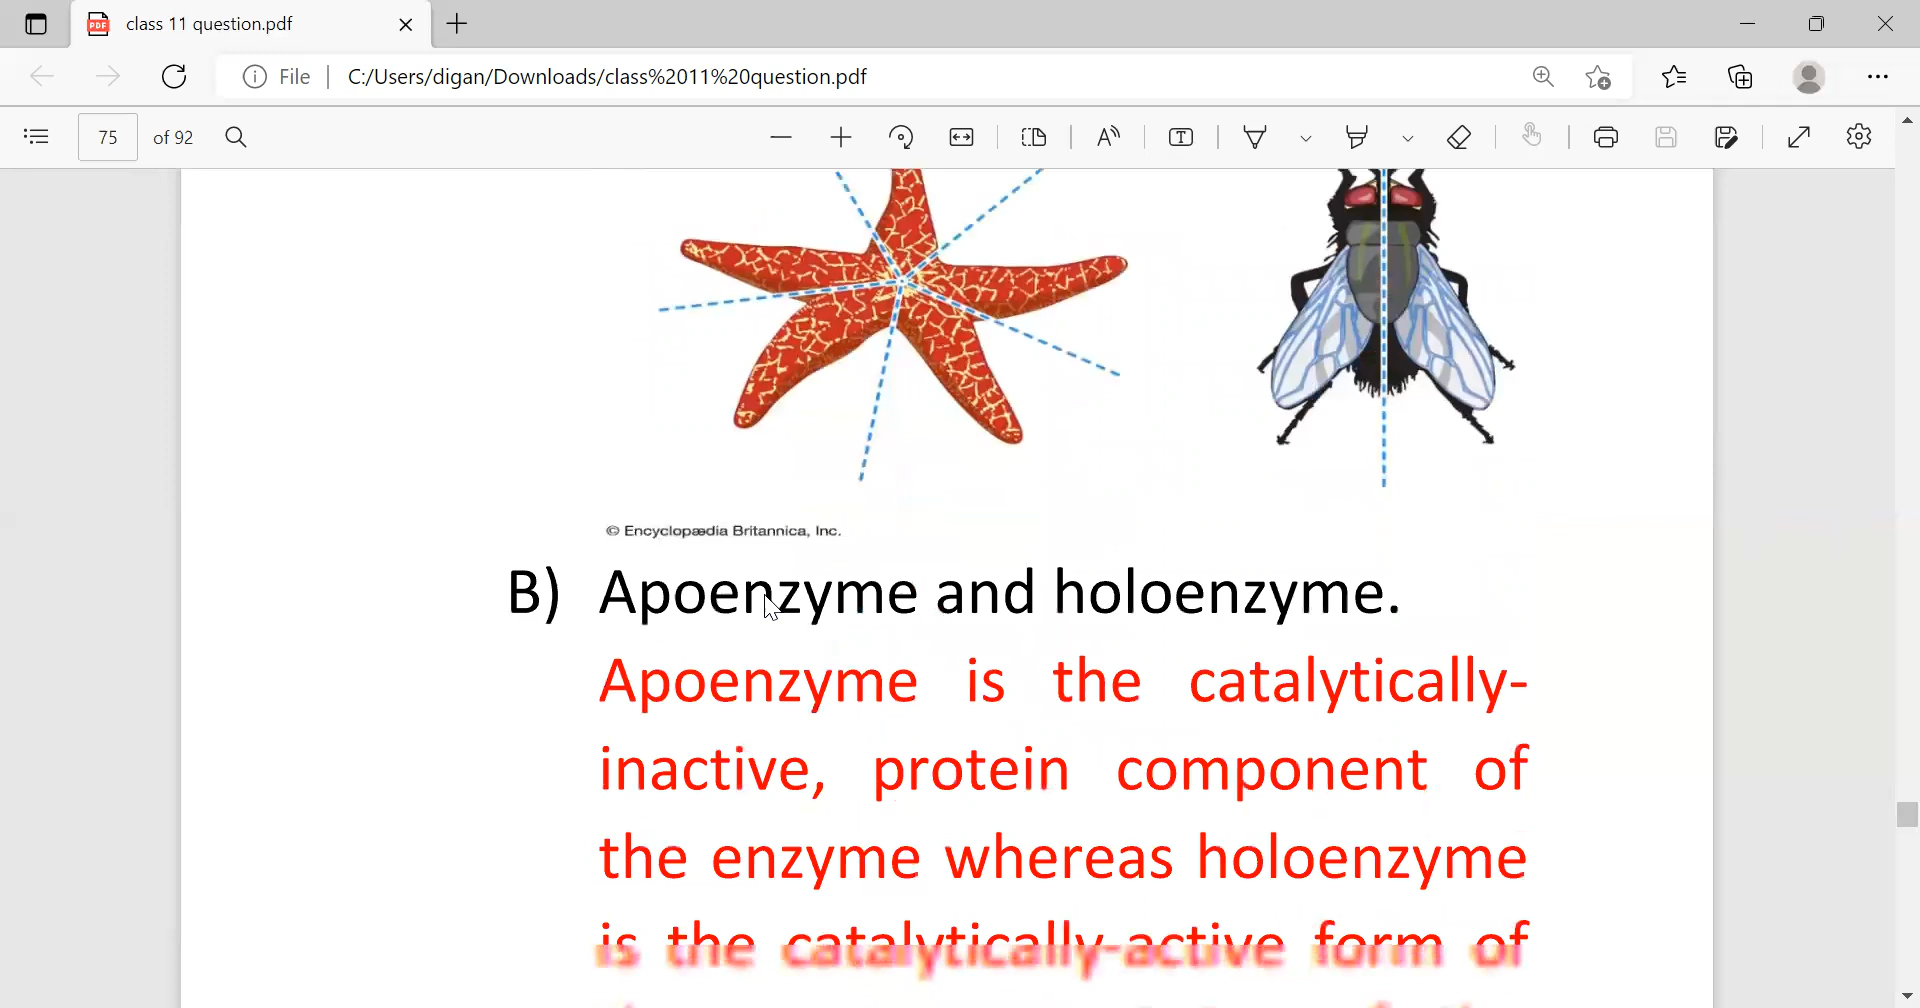 class 11 question.pdf
File C:/Users/digan/Downloads/class%2011%20question.pdf
75 of 92
© Encyclopædia Britannica, Inc.
B) Apoenzyme and holoenzyme.
Apoenzyme is the catalytically-
inactive, protein component of
the enzyme whereas holoenzyme
is the catalytically-active form of